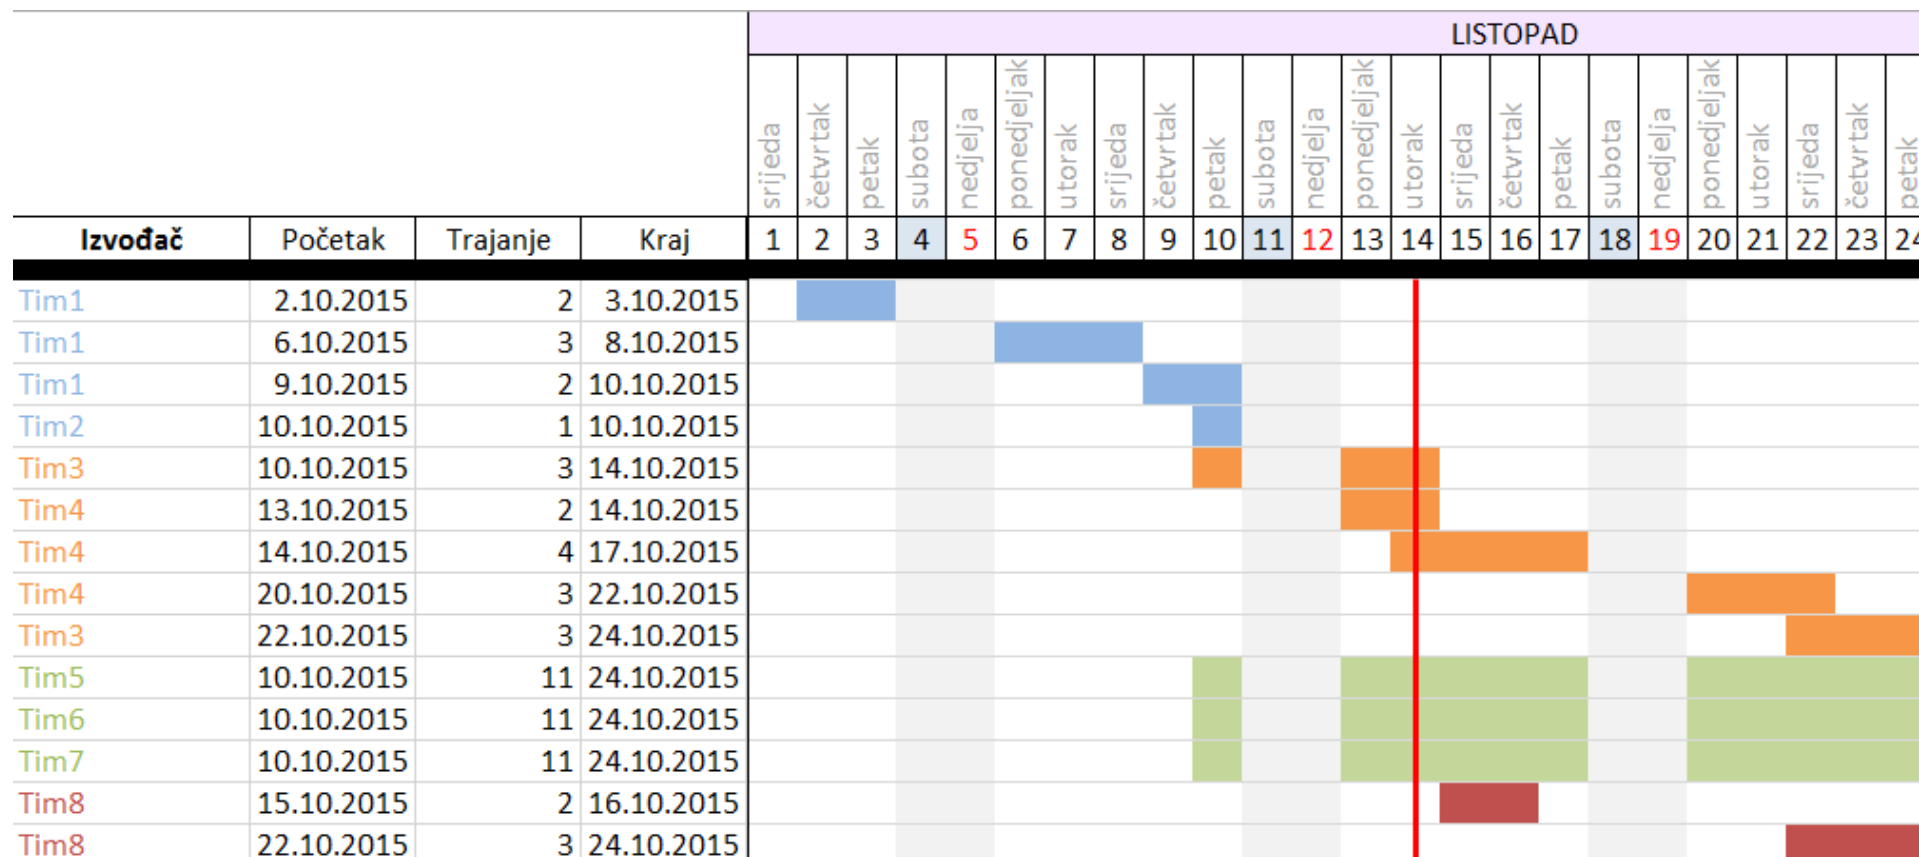 LISTOPAD
srijeda četvrtak petak subota nedjelja ponedjeljak utorak srijeda četvrtak petak subota nedjelja ponedjeljak utorak srijeda četvrtak petak subota nedjelja ponedjeljak utorak srijeda četvrtak petak
Izvođač Početak Trajanje Kraj 1 2 3 4 5 6 7 8 9 10 11 12 13 14 15 16 17 18 19 20 21 22 23 24
Tim1 2.10.2015 2 3.10.2015
Tim1 6.10.2015 3 8.10.2015
Tim1 9.10.2015 2 10.10.2015
Tim2 10.10.2015 1 10.10.2015
Tim3 10.10.2015 3 14.10.2015
Tim4 13.10.2015 2 14.10.2015
Tim4 14.10.2015 4 17.10.2015
Tim4 20.10.2015 3 22.10.2015
Tim3 22.10.2015 3 24.10.2015
Tim5 10.10.2015 11 24.10.2015
Tim6 10.10.2015 11 24.10.2015
Tim7 10.10.2015 11 24.10.2015
Tim8 15.10.2015 2 16.10.2015
Tim8 22.10.2015 3 24.10.2015